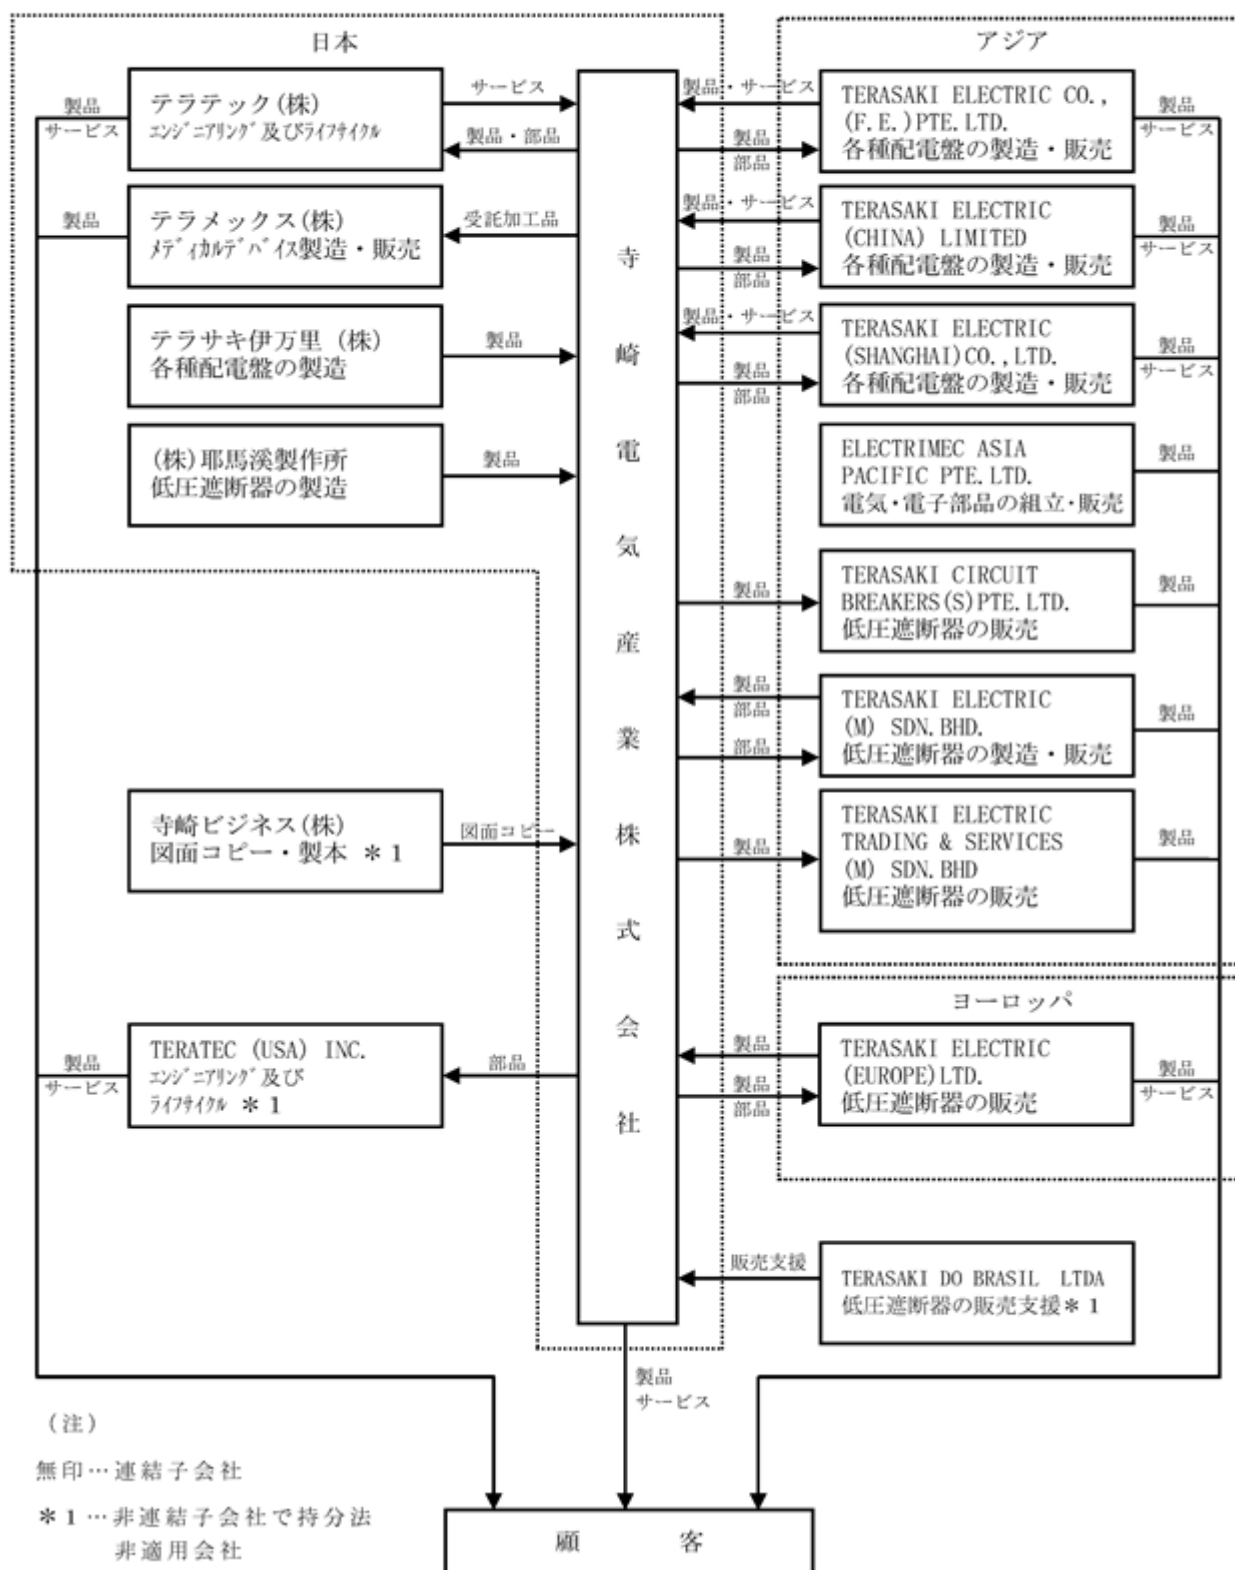 日本
製品
サービス
テラテック(株)
エンジニアリング及びライフサイクル
サービス
製品・部品
製品
テラメックス(株)
メディカルデバイス製造・販売
受託加工品
テラサキ伊万里(株)
各種配電盤の製造
製品
(株)耶馬溪製作所
低圧遮断器の製造
製品
寺崎ビジネス(株)
図面コピー・製本 *1
図面コピー
製品
サービス
TERATEC (USA) INC.
エンジニアリング及び
ライフサイクル *1
部品
寺崎電気産業株式会社
アジア
製品・サービス
製品
部品
TERASAKI ELECTRIC CO.,
(F.E.)PTE.LTD.
各種配電盤の製造・販売
製品
サービス
製品・サービス
製品
部品
TERASAKI ELECTRIC
(CHINA) LIMITED
各種配電盤の製造・販売
製品
サービス
製品・サービス
製品
部品
TERASAKI ELECTRIC
(SHANGHAI)CO.,LTD.
各種配電盤の製造・販売
製品
サービス
ELECTRIMEC ASIA
PACIFIC PTE.LTD.
電気・電子部品の組立・販売
製品
製品
TERASAKI CIRCUIT
BREAKERS(S)PTE.LTD.
低圧遮断器の販売
製品
製品
部品
部品
TERASAKI ELECTRIC
(M) SDN.BHD.
低圧遮断器の製造・販売
製品
製品
TERASAKI ELECTRIC
TRADING & SERVICES
(M) SDN.BHD
低圧遮断器の販売
製品
ヨーロッパ
製品
製品
部品
TERASAKI ELECTRIC
(EUROPE)LTD.
低圧遮断器の販売
製品
サービス
販売支援
TERASAKI DO BRASIL LTDA
低圧遮断器の販売支援*1
製品
サービス
(注)
無印…連結子会社
*1…非連結子会社で持分法
非適用会社
顧客